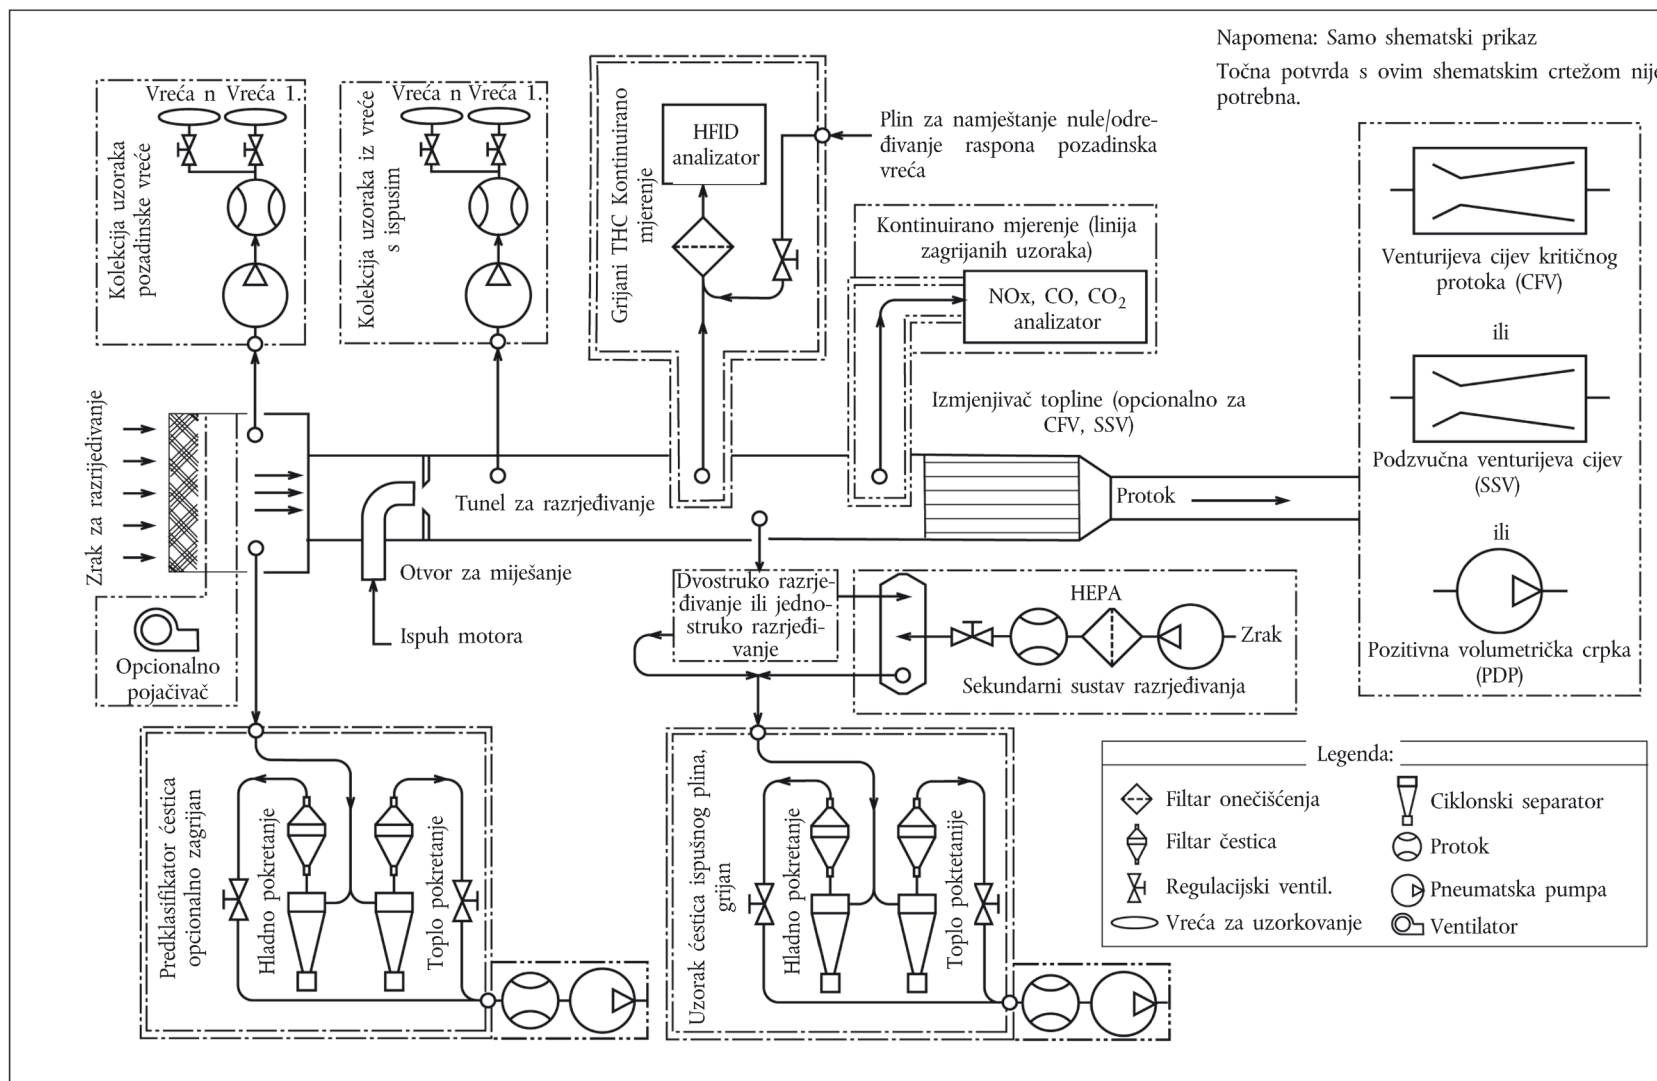 Napomena: Samo shematski prikaz
Točna potvrda s ovim shematskim crtežom nije
potrebna.
Vreća n Vreća 1.
Kolekcija uzoraka
pozadinske vreće
Vreća n Vreća 1.
Kolekcija uzoraka iz vreće
s ispusim
Grijani THC Kontinuirano
mjerenje
HFID
analizator
Plin za namještanje nule/odre-
đivanje raspona pozadinska
vreća
Kontinuirano mjerenje (linija
zagrijanih uzoraka)
NOx, CO, CO2
analizator
Venturijeva cijev kritičnog
protoka (CFV)
ili
Podzvučna venturijeva cijev
(SSV)
ili
Pozitivna volumetrička crpka
(PDP)
Izmjenjivač topline (opcionalno za
CFV, SSV)
Zrak za razrijedivanje
Tunel za razrjeđivanje
Protok
Otvor za miješanje
Ispuh motora
Opcionalno
pojačivač
Dvostruko razrje-
đivanje ili jedno-
struko razrjeđi-
vanje
HEPA
Zrak
Sekundarni sustav razrjeđivanja
Predklasifikator ćestica
opcionalno zagrijan
Hladno pokretanje
Toplo pokretanje
Uzorak ćestica ispušnog plina,
grijan
Hladno pokretanje
Toplo pokteta­nije
Legenda:
Filtar onečišćenja
Ciklonski separator
Filtar čestica
Protok
Regulacijski ventil.
Pneumatska pumpa
Vreća za uzorkovanje
Ventilator